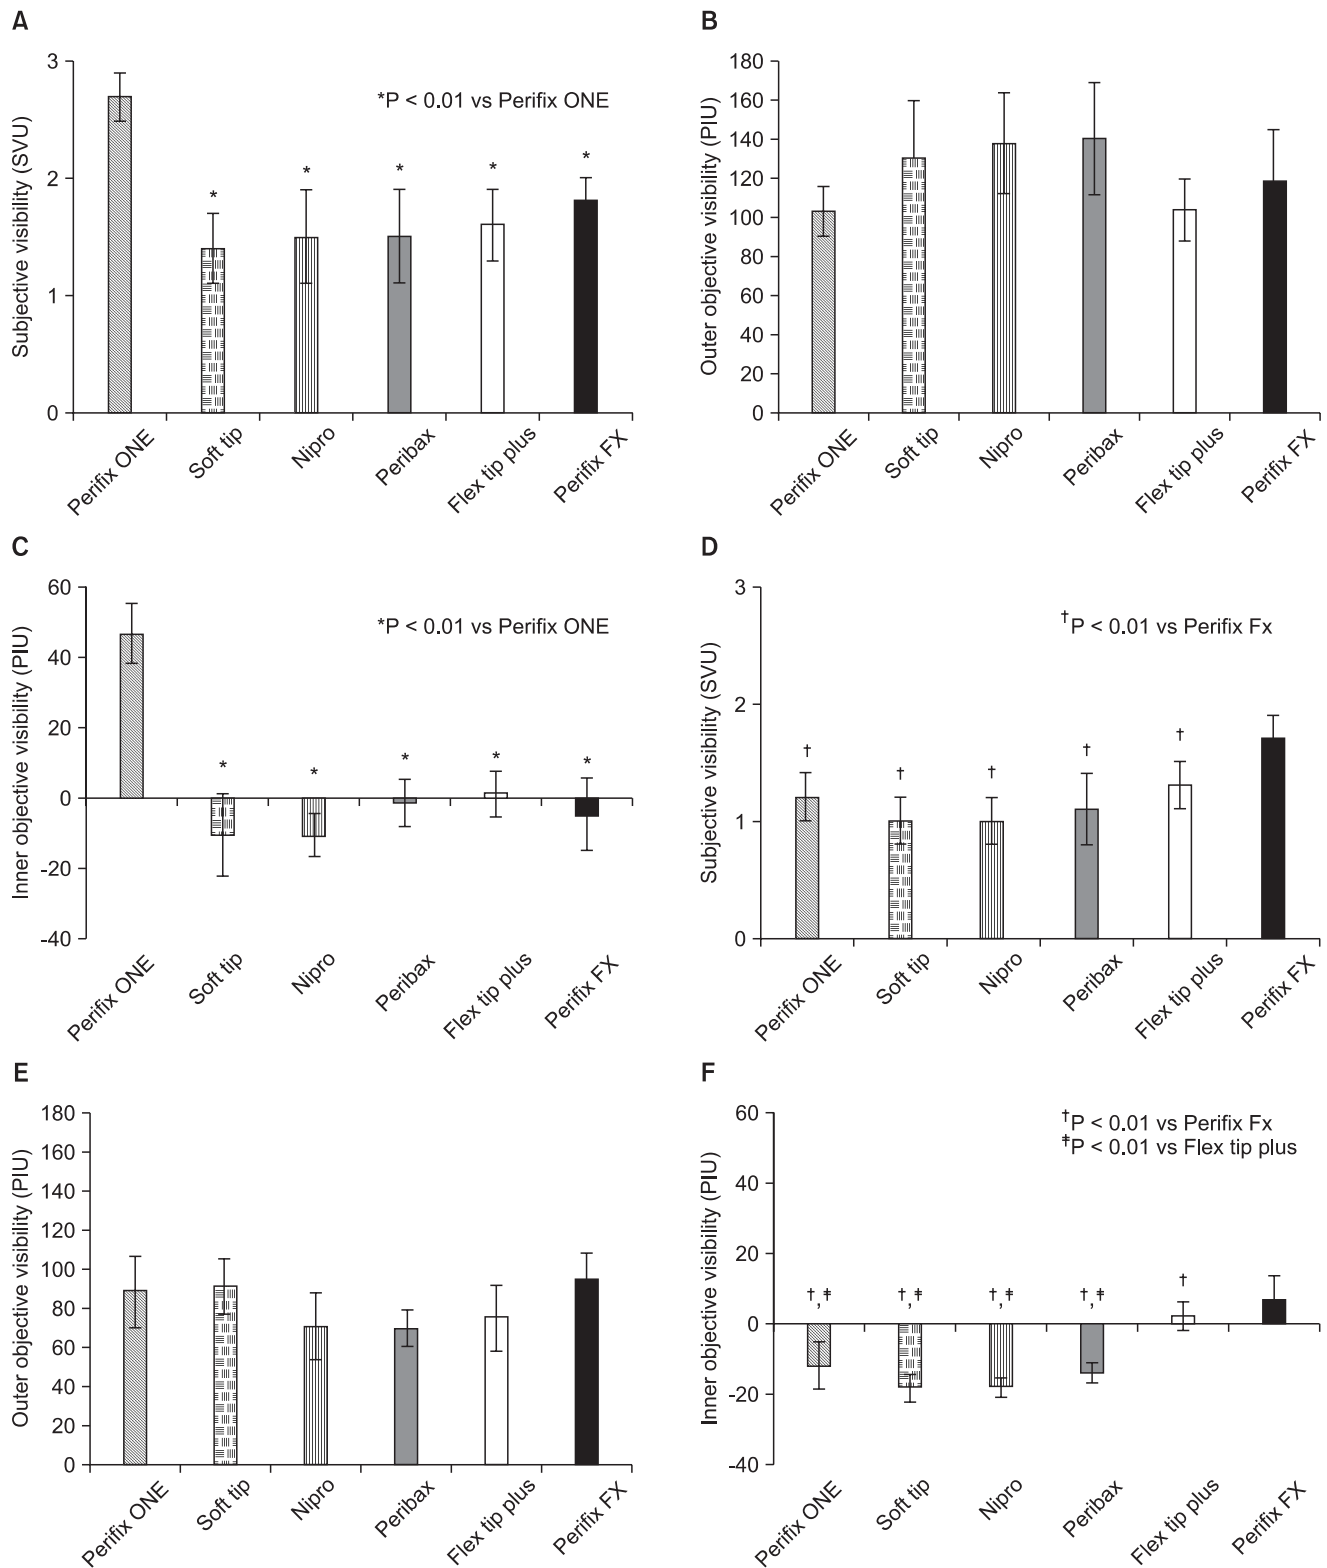 A
Subjective visibility (SVU)
3
2
1
0
*P < 0.01 vs Perifix ONE
*
*
*
*
*
Perifix ONE
Soft tip
Nipro
Peribax
Flex tip plus
Perifix FX
B
Outer objective visibility (PIU)
180
160
140
120
100
80
60
40
20
0
Perifix ONE
Soft tip
Nipro
Peribax
Flex tip plus
Perifix FX
C
Inner objective visibility (PIU)
60
40
20
0
-20
-40
*P < 0.01 vs Perifix ONE
*
*
*
*
*
Perifix ONE
Soft tip
Nipro
Peribax
Flex tip plus
Perifix FX
D
Subjective visibility (SVU)
3
2
1
0
†P < 0.01 vs Perifix Fx
†
†
†
†
†
Perifix ONE
Soft tip
Nipro
Peribax
Flex tip plus
Perifix FX
E
Outer objective visibility (PIU)
180
160
140
120
100
80
60
40
20
0
Perifix ONE
Soft tip
Nipro
Peribax
Flex tip plus
Perifix FX
F
Inner objective visibility (PIU)
60
40
20
0
-20
-40
†P < 0.01 vs Perifix Fx
‡P < 0.01 vs Flex tip plus
†,‡
†,‡
†,‡
†,‡
†
Perifix ONE
Soft tip
Nipro
Peribax
Flex tip plus
Perifix FX